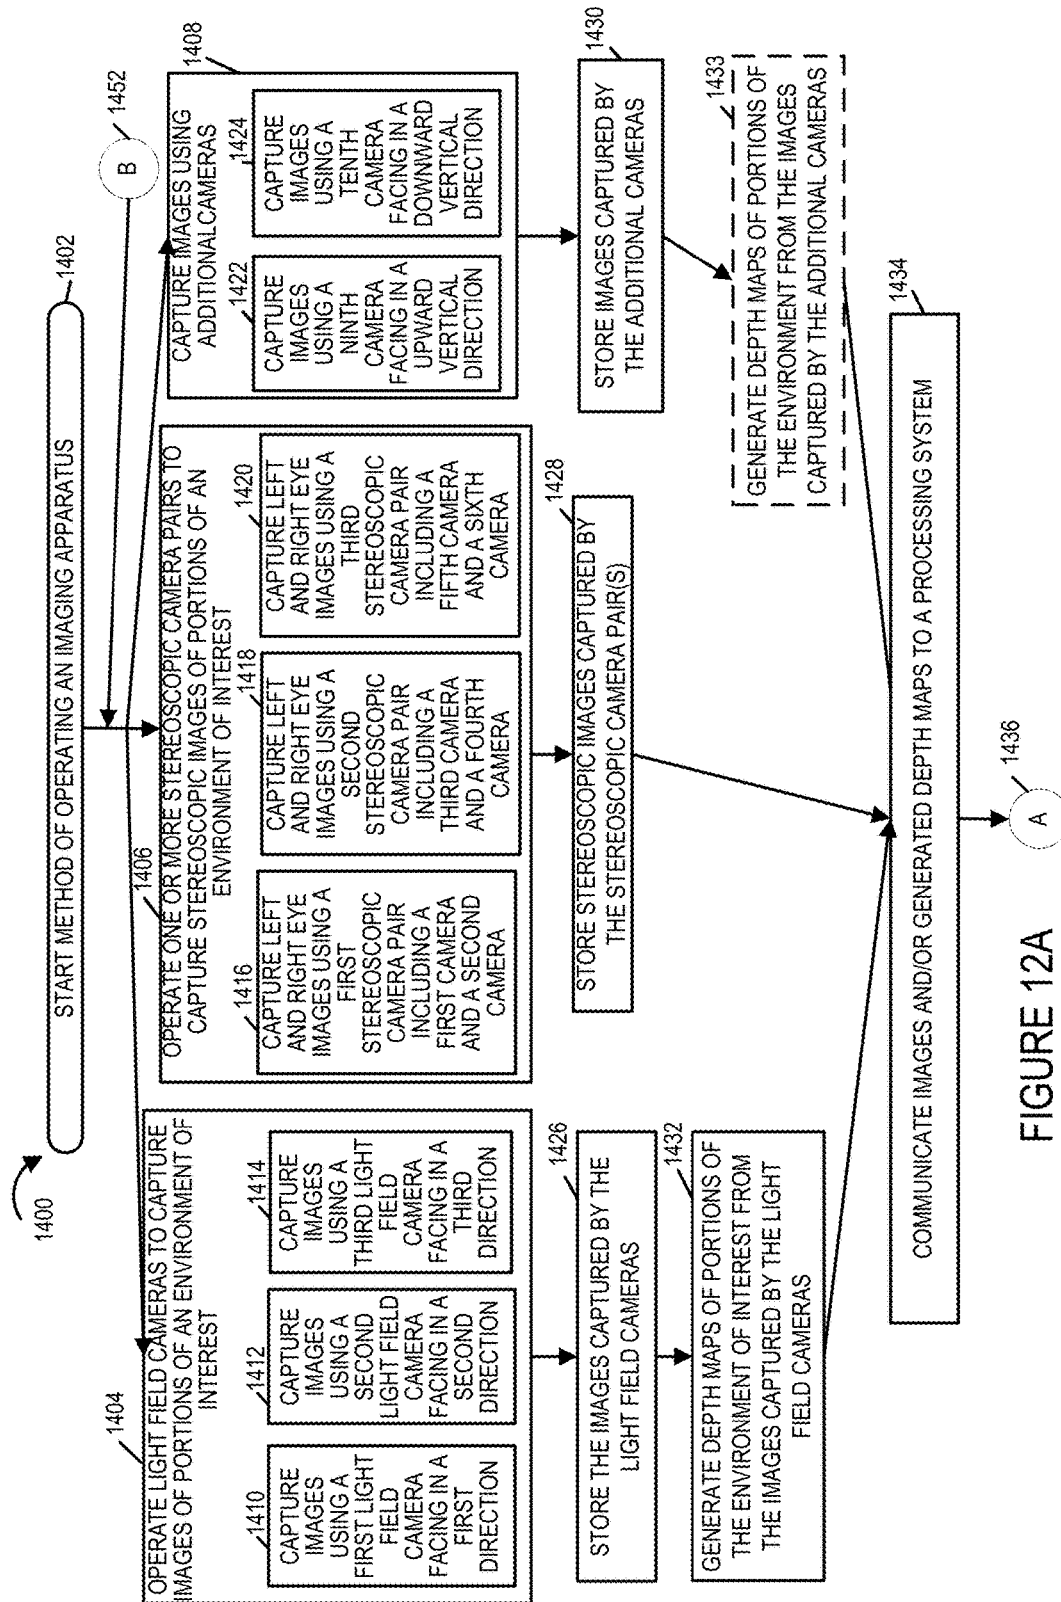 1400
START METHOD OF OPERATING AN IMAGING APPARATUS
1402
B
1452
1404
OPERATE LIGHT FIELD CAMERAS TO CAPTURE
IMAGES OF PORTIONS OF AN ENVIRONMENT OF
INTEREST
1410
CAPTURE
IMAGES
USING A
FIRST LIGHT
FIELD
CAMERA
FACING IN A
FIRST
DIRECTION
1412
CAPTURE
IMAGES
USING A
SECOND
LIGHT FIELD
CAMERA
FACING IN A
SECOND
DIRECTION
1414
CAPTURE
IMAGES
USING A
THIRD LIGHT
FIELD
CAMERA
FACING IN A
THIRD
DIRECTION
1406
OPERATE ONE OR MORE STEREOSCOPIC CAMERA PAIRS TO
CAPTURE STEREOSCOPIC IMAGES OF PORTIONS OF AN
ENVIRONMENT OF INTEREST
1416
CAPTURE LEFT
AND RIGHT EYE
IMAGES USING A
FIRST
STEREOSCOPIC
CAMERA PAIR
INCLUDING A
FIRST CAMERA
AND A SECOND
CAMERA
1418
CAPTURE LEFT
AND RIGHT EYE
IMAGES USING A
SECOND
STEREOSCOPIC
CAMERA PAIR
INCLUDING A
THIRD CAMERA
AND A FOURTH
CAMERA
1420
CAPTURE LEFT
AND RIGHT EYE
IMAGES USING A
THIRD
STEREOSCOPIC
CAMERA PAIR
INCLUDING A
FIFTH CAMERA
AND A SIXTH
CAMERA
1408
CAPTURE IMAGES USING
ADDITIONALCAMERAS
1422
CAPTURE
IMAGES
USING A
NINTH
CAMERA
FACING IN A
UPWARD
VERTICAL
DIRECTION
1424
CAPTURE
IMAGES
USING A
TENTH
CAMERA
FACING IN A
DOWNWARD
VERTICAL
DIRECTION
1426
STORE THE IMAGES CAPTURED BY THE
LIGHT FIELD CAMERAS
1428
STORE STEREOSCOPIC IMAGES CAPTURED BY
THE STEREOSCOPIC CAMERA PAIR(S)
1430
STORE IMAGES CAPTURED BY
THE ADDITIONAL CAMERAS
1432
GENERATE DEPTH MAPS OF PORTIONS OF
THE ENVIRONMENT OF INTEREST FROM
THE IMAGES CAPTURED BY THE LIGHT
FIELD CAMERAS
1433
GENERATE DEPTH MAPS OF PORTIONS OF
THE ENVIRONMENT FROM THE IMAGES
CAPTURED BY THE ADDITIONAL CAMERAS
1434
COMMUNICATE IMAGES AND/OR GENERATED DEPTH MAPS TO A PROCESSING SYSTEM
1436
A
FIGURE 12A